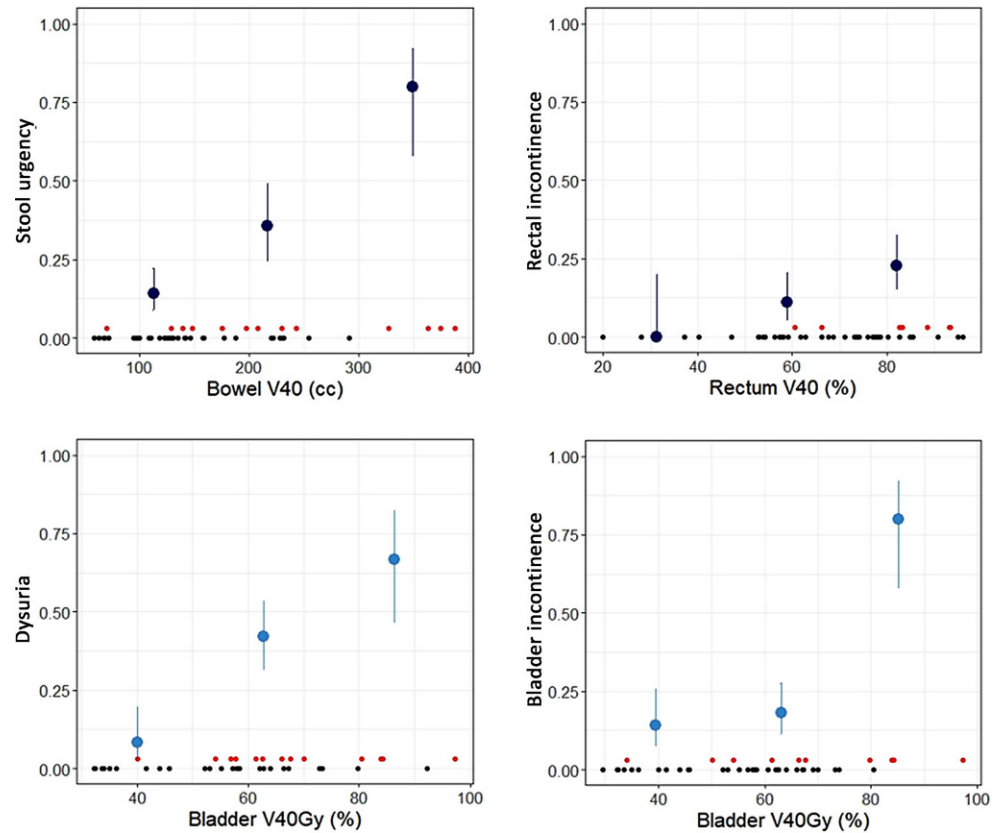 Stool urgency
1.00
0.75
0.50
0.25
0.00
100 200 300 400
Bowel V40 (cc)
Rectal incontinence
1.00
0.75
0.50
0.25
0.00
20 40 60 80
Rectum V40 (%)
Dysuria
1.00
0.75
0.50
0.25
0.00
40 60 80 100
Bladder V40Gy (%)
Bladder incontinence
1.00
0.75
0.50
0.25
0.00
40 60 80 100
Bladder V40Gy (%)